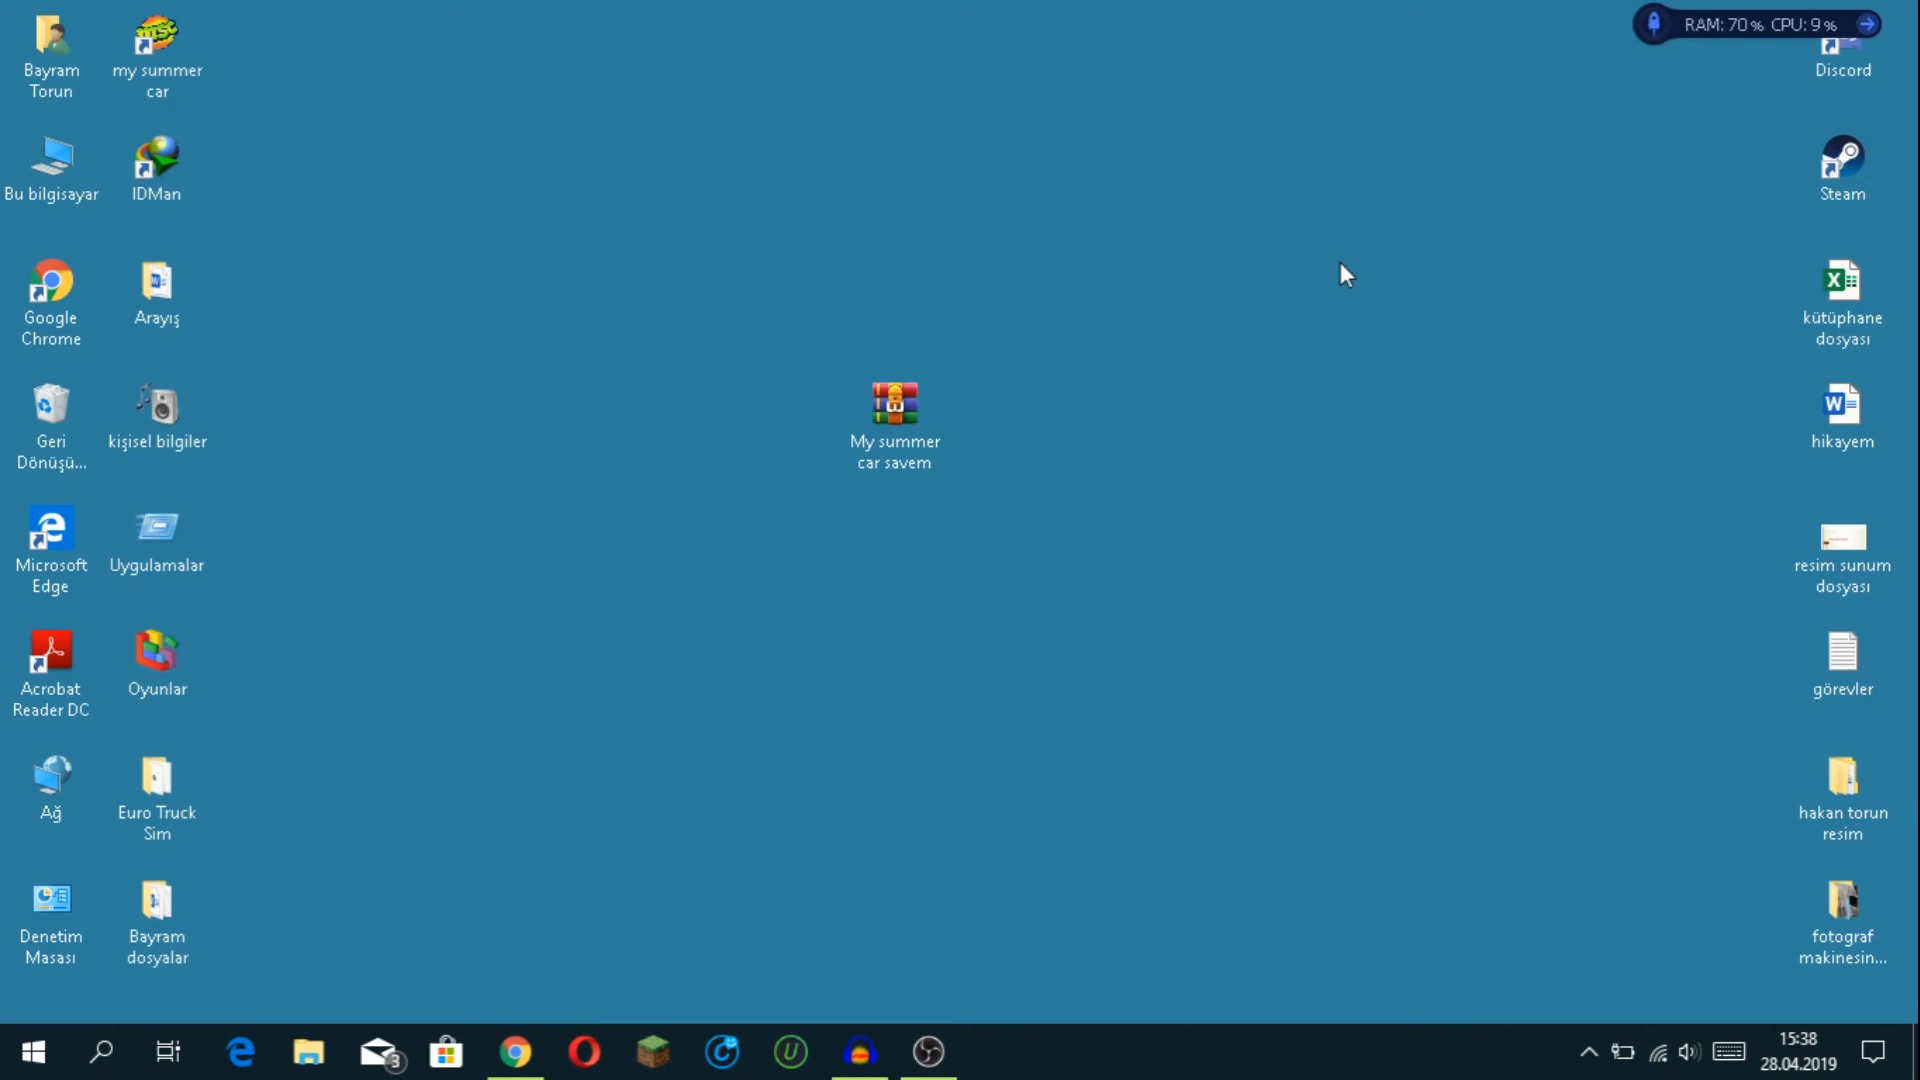 RAM: 70% CPU: 9%
Bayram
Torun
my summer
car
Discord
Bu bilgisayar
IDMan
Steam
Google
Chrome
Arayış
kütüphane
dosyası
Geri
Dönüşü...
kişisel bilgiler
My summer
car savem
hikayem
Microsoft
Edge
Uygulamalar
resim sunum
dosyası
Acrobat
Reader DC
Oyunlar
görevler
Ağ
Euro Truck
Sim
hakan torun
resim
Denetim
Masası
Bayram
dosyalar
fotograf
makinesin...
3
15:38
28.04.2019